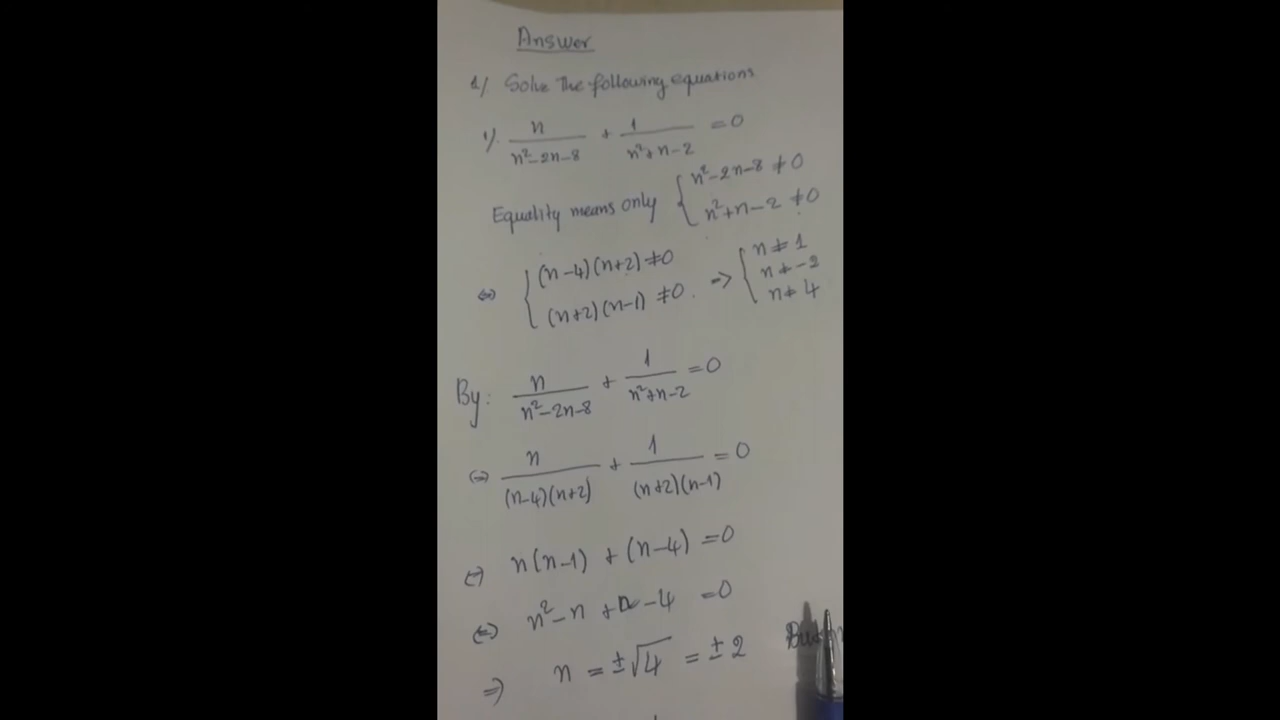 Answer
1/ Solve the following equations
1). n/(n²-2n-8) + 1/(n²+n-2) = 0
Equality means only { n²-2n-8 ≠ 0
n²+n-2 ≠ 0
⇔ { (n-4)(n+2) ≠ 0
(n+2)(n-1) ≠ 0. => { n ≠ 1
n ≠ -2
n ≠ 4
By: n/(n²-2n-8) + 1/(n²+n-2) = 0
⇔ n/((n-4)(n+2)) + 1/((n+2)(n-1)) = 0
⇔ n(n-1) + (n-4) = 0
⇔ n² - n + n - 4 = 0
=> n = ±√4 = ±2